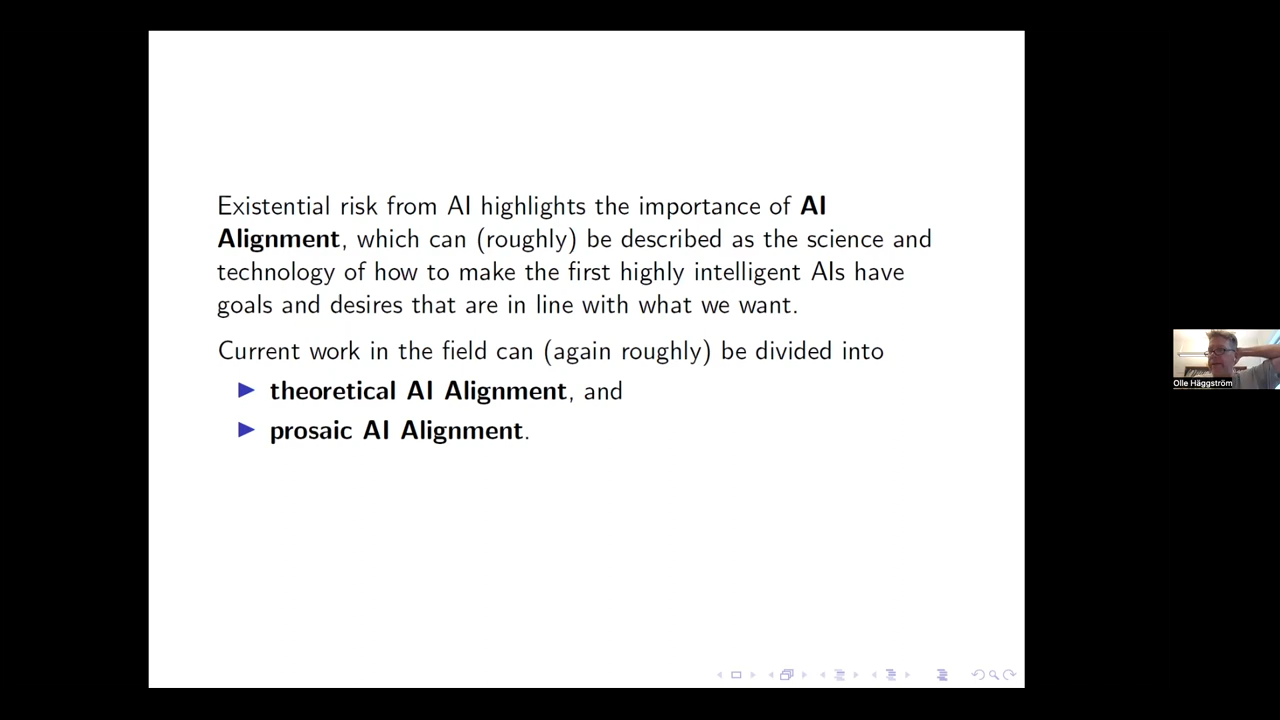 Existential risk from AI highlights the importance of AI
Alignment, which can (roughly) be described as the science and
technology of how to make the first highly intelligent AIs have
goals and desires that are in line with what we want.
Current work in the field can (again roughly) be divided into
theoretical AI Alignment, and
prosaic AI Alignment.
Olle Häggström